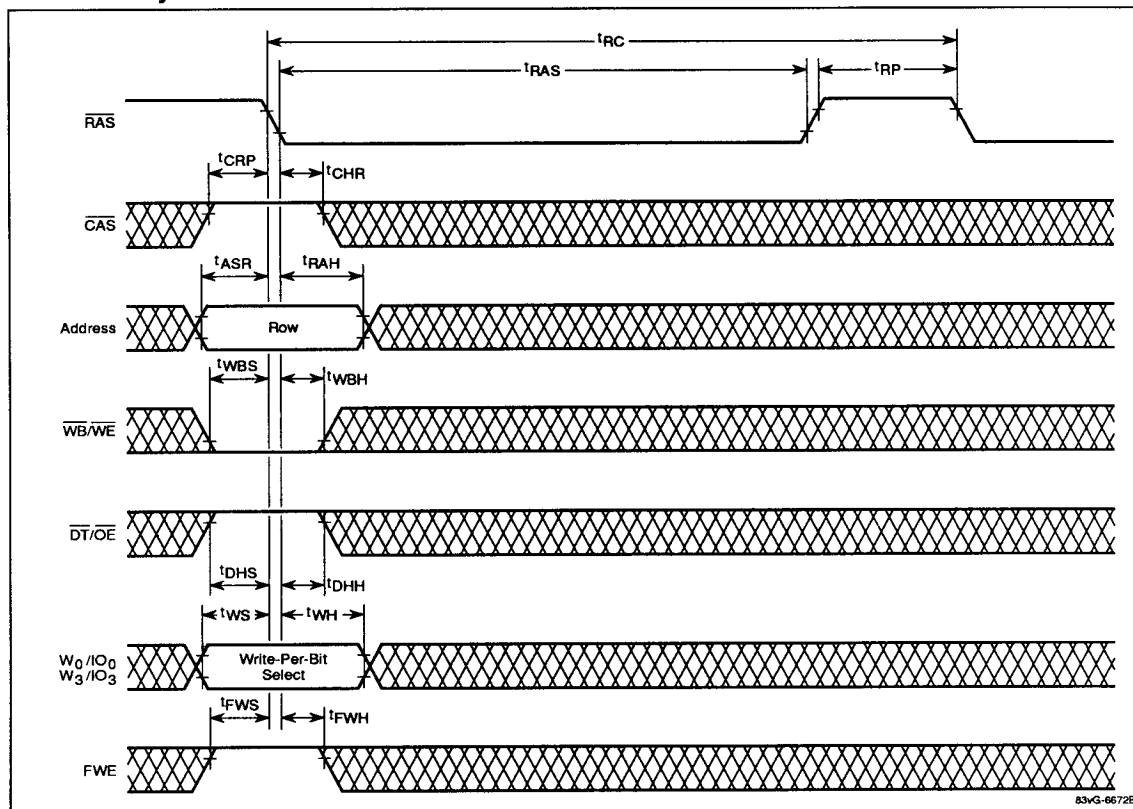 tRC
tRAS
tRP
RAS
tCRP
tCHR
CAS
tASR
tRAH
Address
Row
tWBS
tWBH
WB/WE
DT/OE
tDHS
tDHH
tWS
tWH
W0/IO0
W3/IO3
Write-Per-Bit
Select
tFWS
tFWH
FWE
83vG-6672B